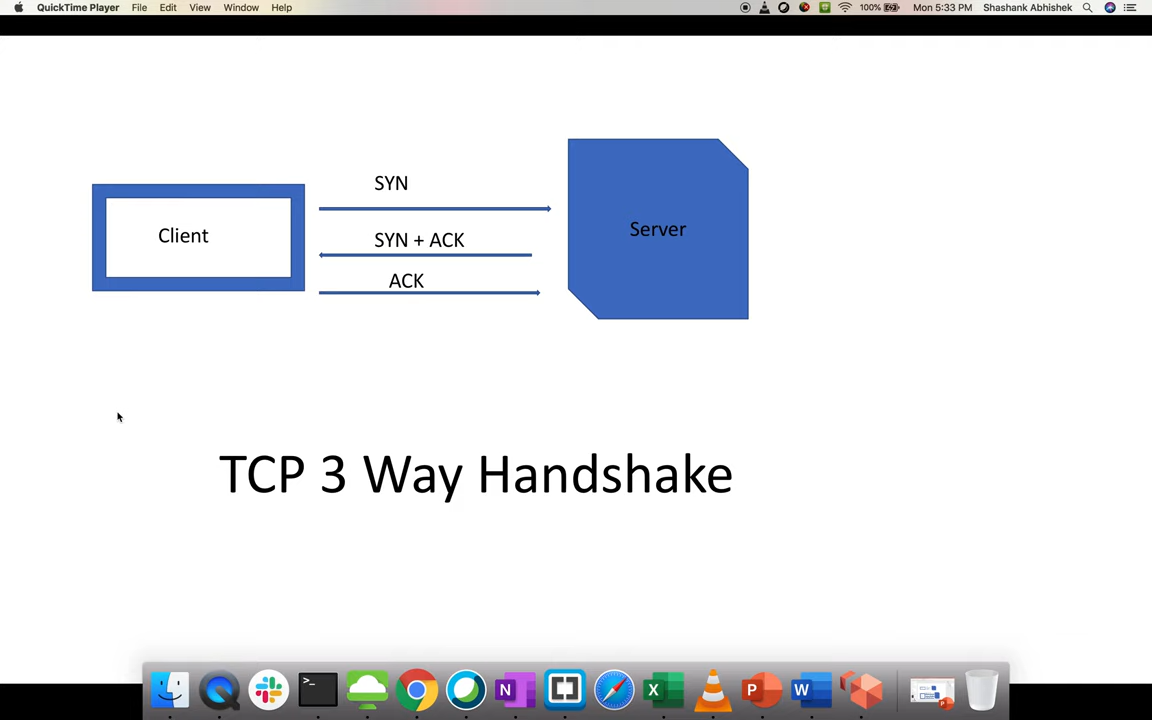 QuickTime Player File Edit View Window Help 100% Mon 5:33 PM Shashank Abhishek
SYN
Client
Server
SYN + ACK
ACK
TCP 3 Way Handshake
>_
N
X
P
W